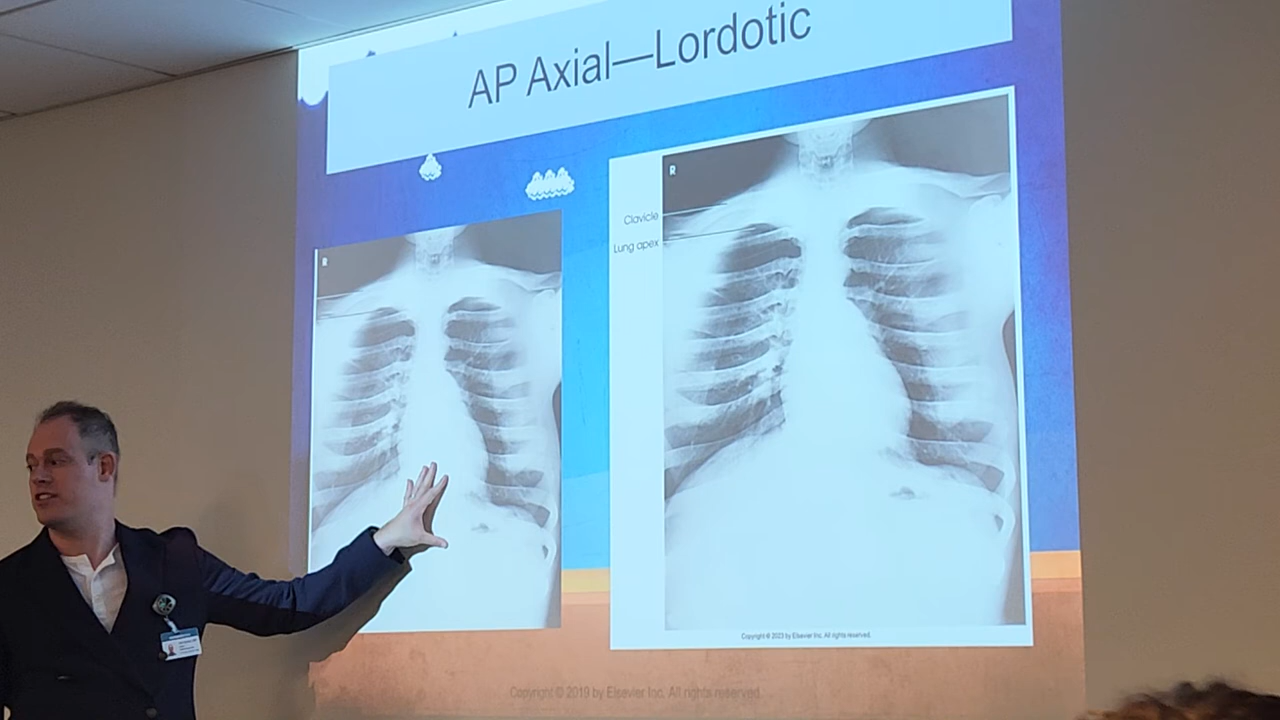 AP Axial—Lordotic
R
R
Clavicle
Lung apex
Copyright © 2023 by Elsevier Inc. All rights reserved.
Copyright © 2019 by Elsevier Inc. All rights reserved.